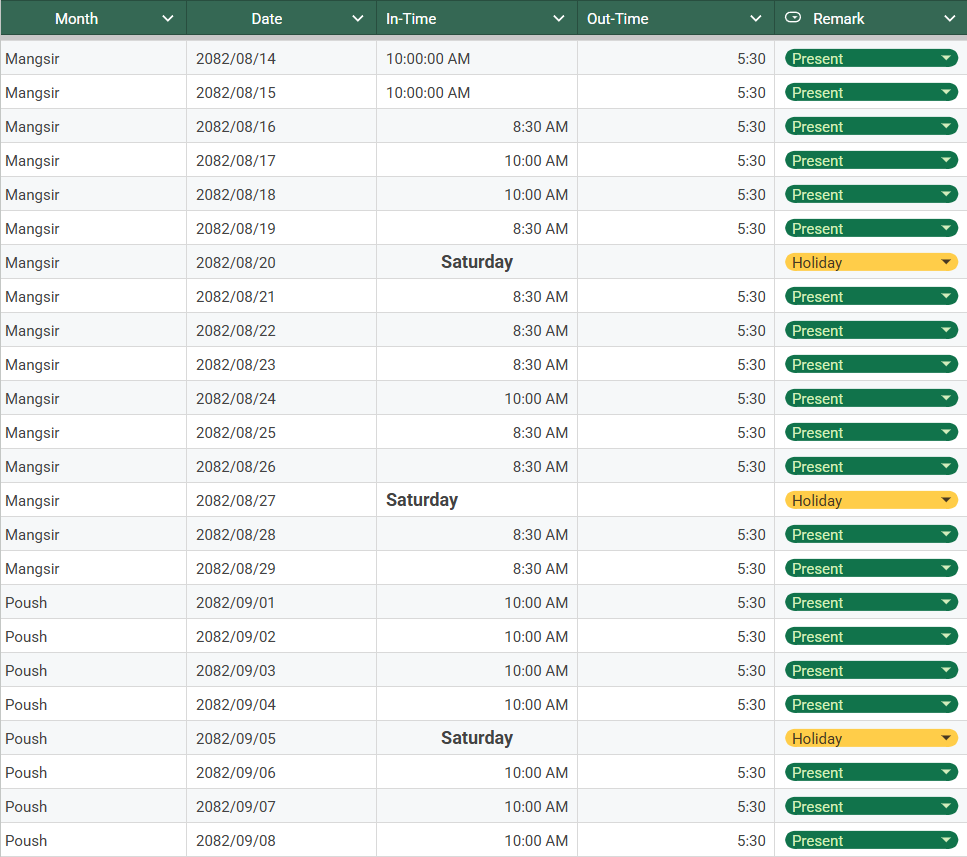 Month Date In-Time Out-Time Remark
Mangsir 2082/08/14 10:00:00 AM 5:30 Present
Mangsir 2082/08/15 10:00:00 AM 5:30 Present
Mangsir 2082/08/16 8:30 AM 5:30 Present
Mangsir 2082/08/17 10:00 AM 5:30 Present
Mangsir 2082/08/18 10:00 AM 5:30 Present
Mangsir 2082/08/19 8:30 AM 5:30 Present
Mangsir 2082/08/20 Saturday Holiday
Mangsir 2082/08/21 8:30 AM 5:30 Present
Mangsir 2082/08/22 8:30 AM 5:30 Present
Mangsir 2082/08/23 8:30 AM 5:30 Present
Mangsir 2082/08/24 10:00 AM 5:30 Present
Mangsir 2082/08/25 8:30 AM 5:30 Present
Mangsir 2082/08/26 8:30 AM 5:30 Present
Mangsir 2082/08/27 Saturday Holiday
Mangsir 2082/08/28 8:30 AM 5:30 Present
Mangsir 2082/08/29 8:30 AM 5:30 Present
Poush 2082/09/01 10:00 AM 5:30 Present
Poush 2082/09/02 10:00 AM 5:30 Present
Poush 2082/09/03 10:00 AM 5:30 Present
Poush 2082/09/04 10:00 AM 5:30 Present
Poush 2082/09/05 Saturday Holiday
Poush 2082/09/06 10:00 AM 5:30 Present
Poush 2082/09/07 10:00 AM 5:30 Present
Poush 2082/09/08 10:00 AM 5:30 Present